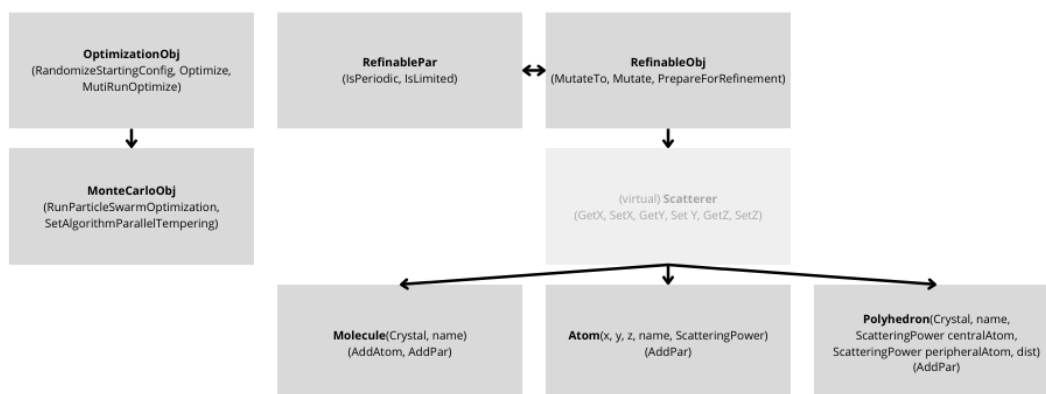 OptimizationObj
(RandomizeStartingConfig, Optimize,
MutiRunOptimize)
RefinablePar
(IsPeriodic, IsLimited)
RefinableObj
(MutateTo, Mutate, PrepareForRefinement)
MonteCarloObj
(RunParticleSwarmOptimization,
SetAlgorithmParallelTempering)
(virtual) Scatterer
(GetX, SetX, GetY, Set Y, GetZ, SetZ)
Molecule(Crystal, name)
(AddAtom, AddPar)
Atom(x, y, z, name, ScatteringPower)
(AddPar)
Polyhedron(Crystal, name,
ScatteringPower centralAtom,
ScatteringPower peripheralAtom, dist)
(AddPar)